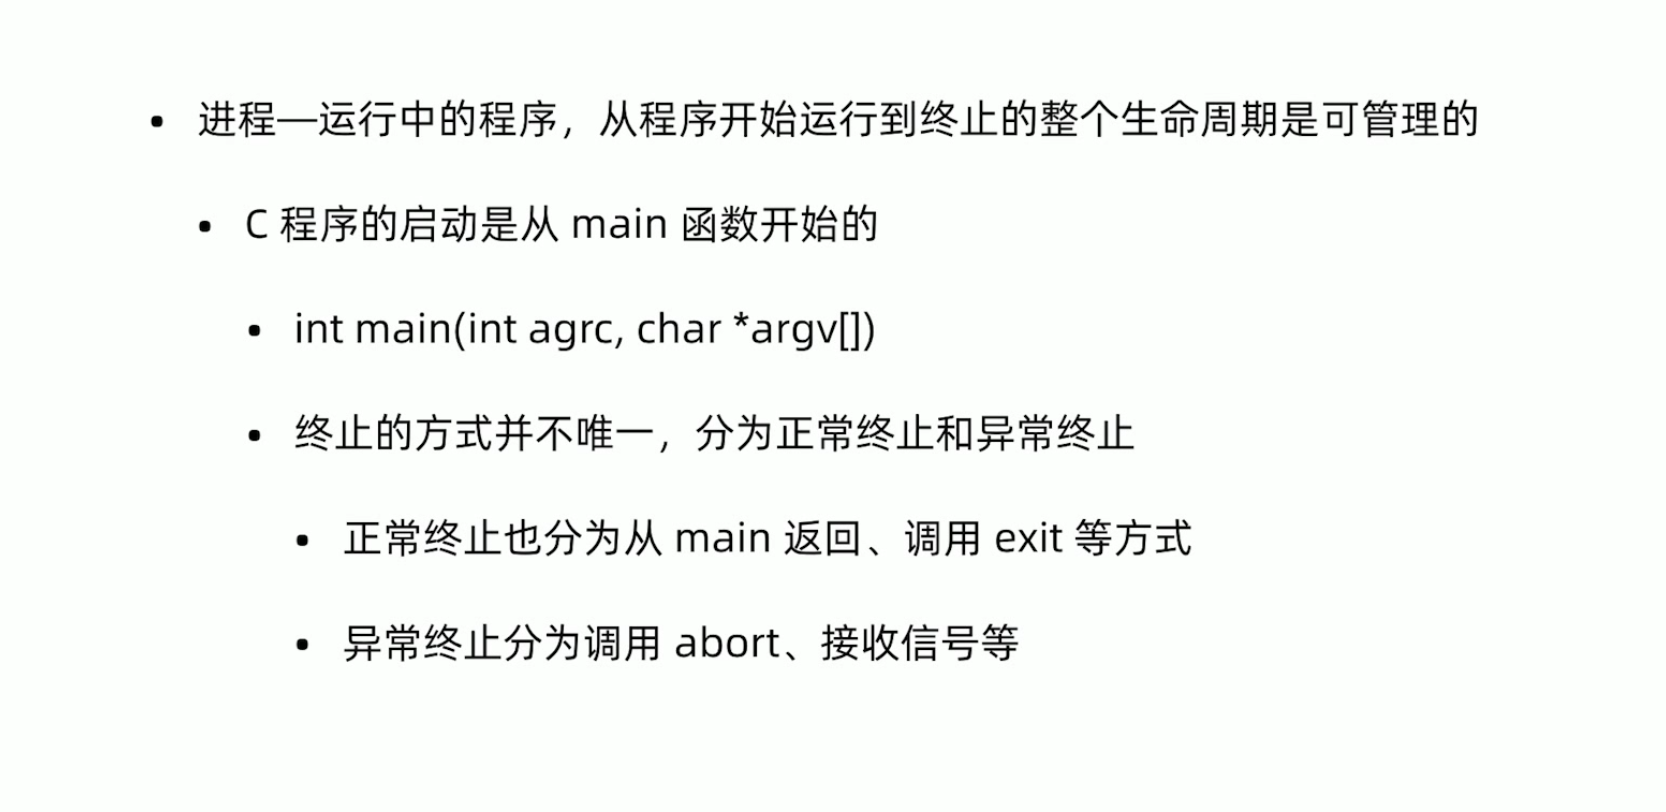 • 进程—运行中的程序，从程序开始运行到终止的整个生命周期是可管理的
• C 程序的启动是从 main 函数开始的
• int main(int agrc, char *argv[])
• 终止的方式并不唯一，分为正常终止和异常终止
• 正常终止也分为从 main 返回、调用 exit 等方式
• 异常终止分为调用 abort、接收信号等